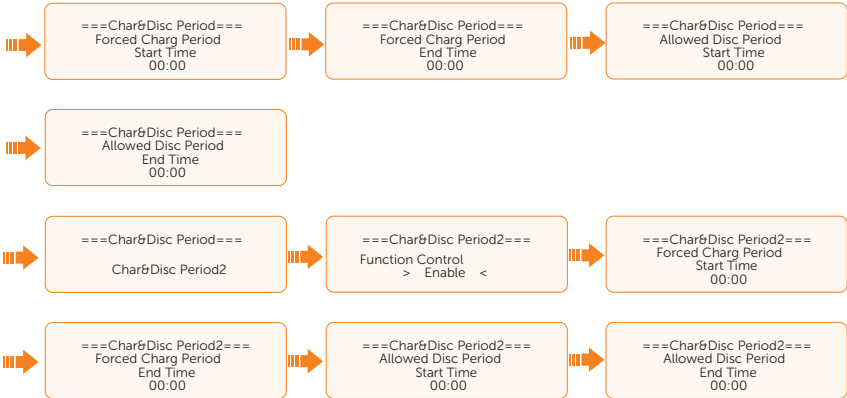 ===Char&Disc Period===
Forced Charg Period
Start Time
00:00
===Char&Disc Period===
Forced Charg Period
End Time
00:00
===Char&Disc Period===
Allowed Disc Period
Start Time
00:00
===Char&Disc Period===
Allowed Disc Period
End Time
00:00
===Char&Disc Period===
Char&Disc Period2
===Char&Disc Period2===
Function Control
> Enable <
===Char&Disc Period2===
Forced Charg Period
Start Time
00:00
===Char&Disc Period2===
Forced Charg Period
End Time
00:00
===Char&Disc Period2===
Allowed Disc Period
Start Time
00:00
===Char&Disc Period2===
Allowed Disc Period
End Time
00:00